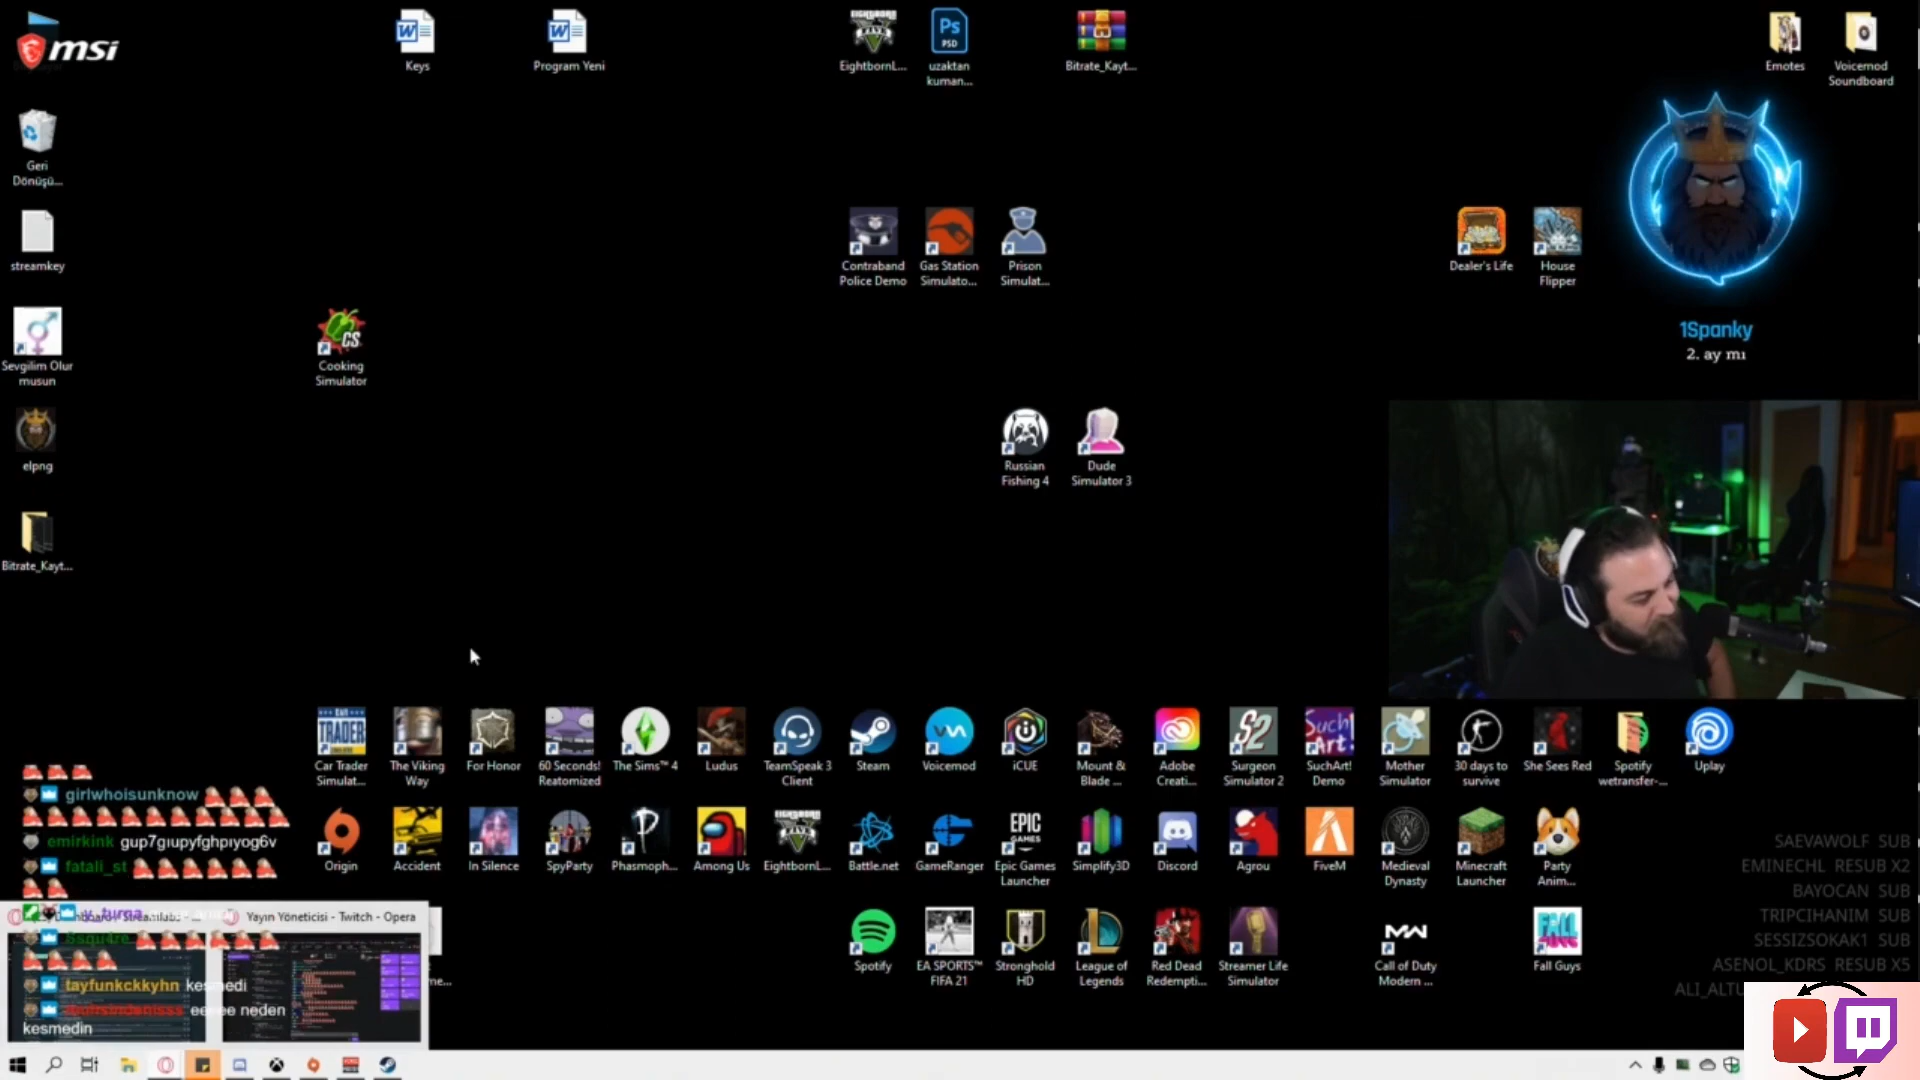 msi
Keys
Program Yeni
EightbornL...
uzaktan
kuman...
Bitrate_Kayt...
Emotes
Voicemod
Soundboard
Geri
Dönüşü...
streamkey
Contraband
Police Demo
Gas Station
Simulato...
Prison
Simulat...
Dealer's Life
House
Flipper
1Spanky
2. ay mı
Sevgilim Olur
musun
Cooking
Simulator
elpng
Russian
Fishing 4
Dude
Simulator 3
Bitrate_Kayt...
Car Trader
Simulat...
The Viking
Way
For Honor
60 Seconds!
Reatomized
The Sims™ 4
Ludus
TeamSpeak 3
Client
Steam
Voicemod
iCUE
Mount &
Blade ...
Adobe
Creati...
Surgeon
Simulator 2
SuchArt!
Demo
Mother
Simulator
30 days to
survive
She Sees Red
Spotify
wetransfer-...
Uplay
Origin
Accident
In Silence
SpyParty
Phasmoph...
Among Us
EightbornL...
Battle.net
GameRanger
Epic Games
Launcher
Simplify3D
Discord
Agrou
FiveM
Medieval
Dynasty
Minecraft
Launcher
Party
Anim...
Spotify
EA SPORTS™
FIFA 21
Stronghold
HD
League of
Legends
Red Dead
Redempti...
Streamer Life
Simulator
Call of Duty
Modern ...
Fall Guys
girlwhoisunknow
emirkink gup7gıupyfghpıyog6v
fatali_st
Yayın Yöneticisi - Twitch - Opera
tayfunkckkyhn kesmedi
neden
kesmedin
SAEVAWOLF SUB
EMINECHL RESUB X2
BAYOCAN SUB
TRIPCIHANIM SUB
SESSIZSOKAK1 SUB
ASENOL_KDRS RESUB X5